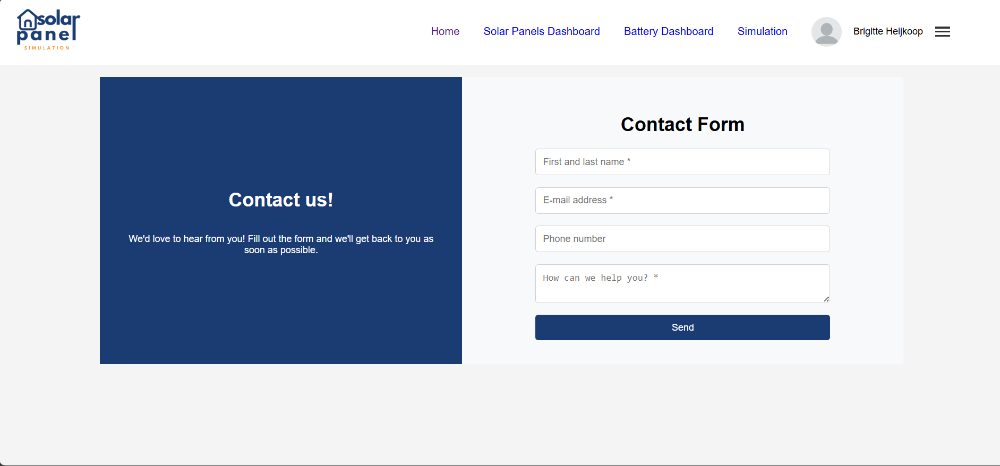 solar
panel
SIMULATION
Home
Solar Panels Dashboard
Battery Dashboard
Simulation
Brigitte Heijkoop
Contact us!
We'd love to hear from you! Fill out the form and we'll get back to you as
soon as possible.
Contact Form
First and last name *
E-mail address *
Phone number
How can we help you? *
Send